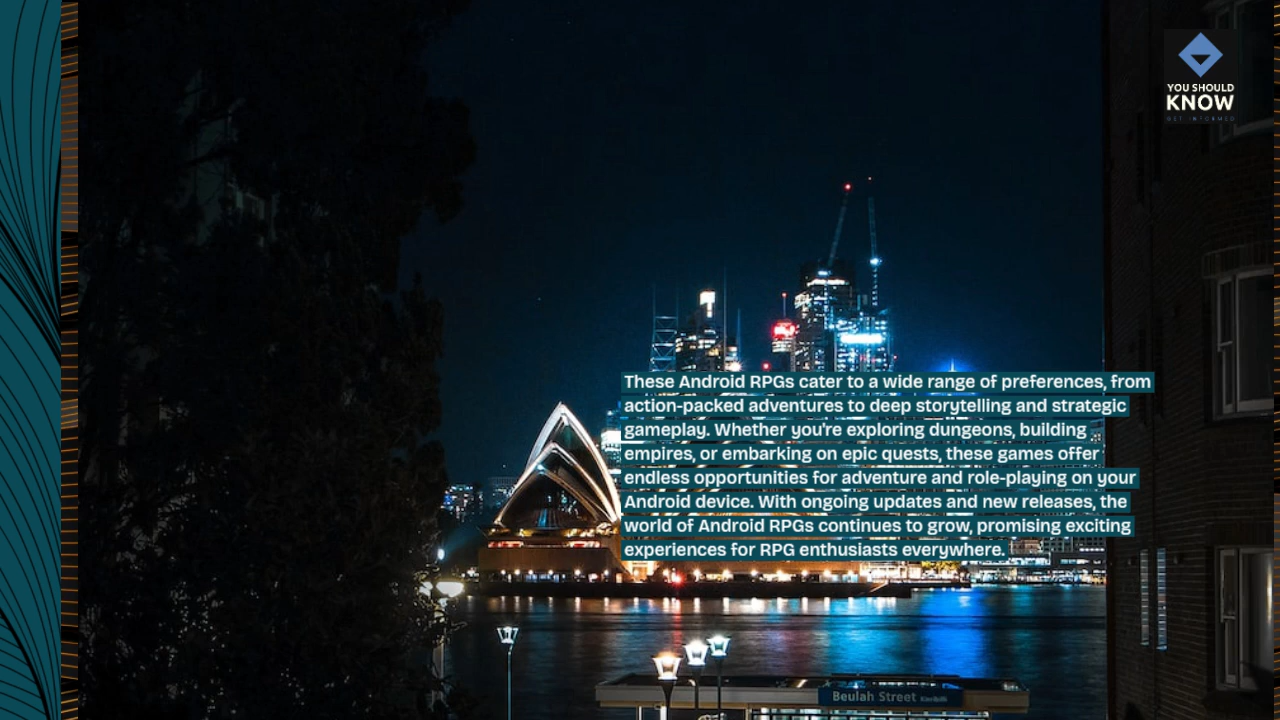 YOU SHOULD
KNOW
GET INFORMED
These Android RPGs cater to a wide range of preferences, from
action-packed adventures to deep storytelling and strategic
gameplay. Whether you're exploring dungeons, building
empires, or embarking on epic quests, these games offer
endless opportunities for adventure and role-playing on your
Android device. With ongoing updates and new releases, the
world of Android RPGs continues to grow, promising exciting
experiences for RPG enthusiasts everywhere.
Beulah Street